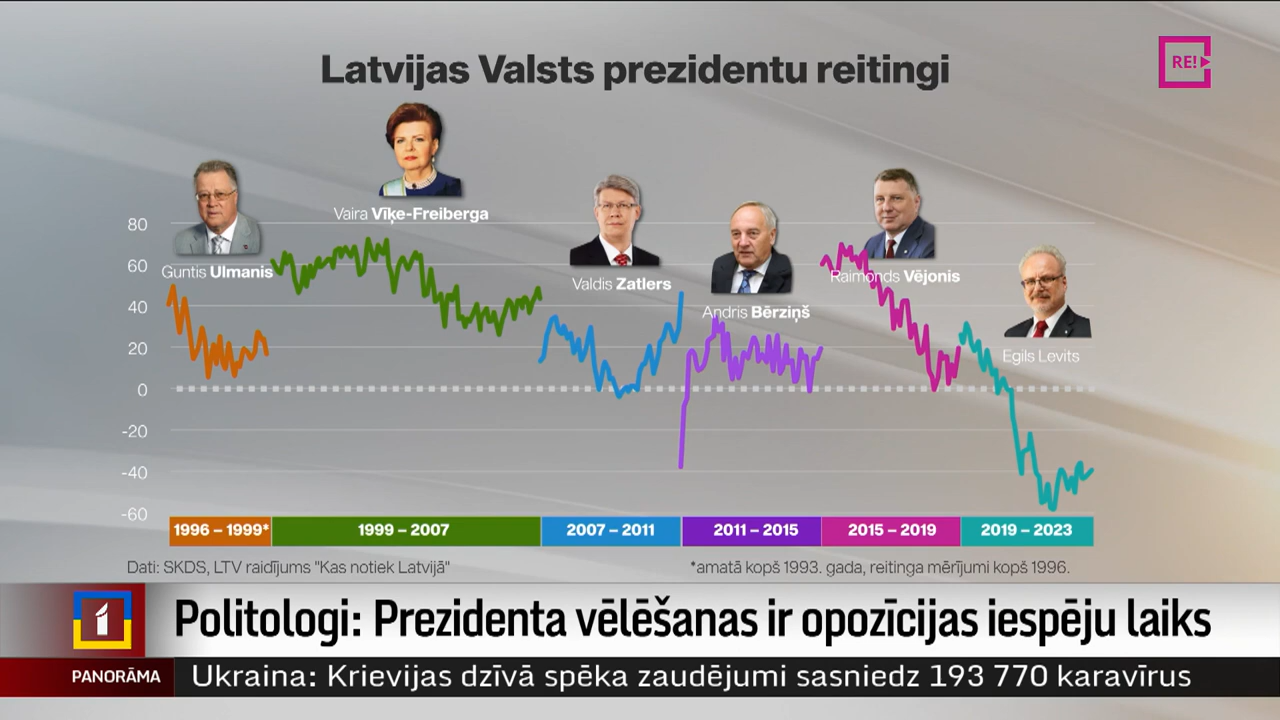 Latvijas Valsts prezidentu reitingi
RE!
Vaira Vīķe-Freiberga
Guntis Ulmanis
Valdis Zatlers
Andris Bērziņš
Raimonds Vējonis
Egils Levits
80
60
40
20
0
-20
-40
-60
1996 – 1999*
1999 – 2007
2007 – 2011
2011 – 2015
2015 – 2019
2019 – 2023
Dati: SKDS, LTV raidījums "Kas notiek Latvijā"
*amatā kopš 1993. gada, reitinga mērījumi kopš 1996.
1
Politologi: Prezidenta vēlēšanas ir opozīcijas iespēju laiks
PANORĀMA
Ukraina: Krievijas dzīvā spēka zaudējumi sasniedz 193 770 karavīrus